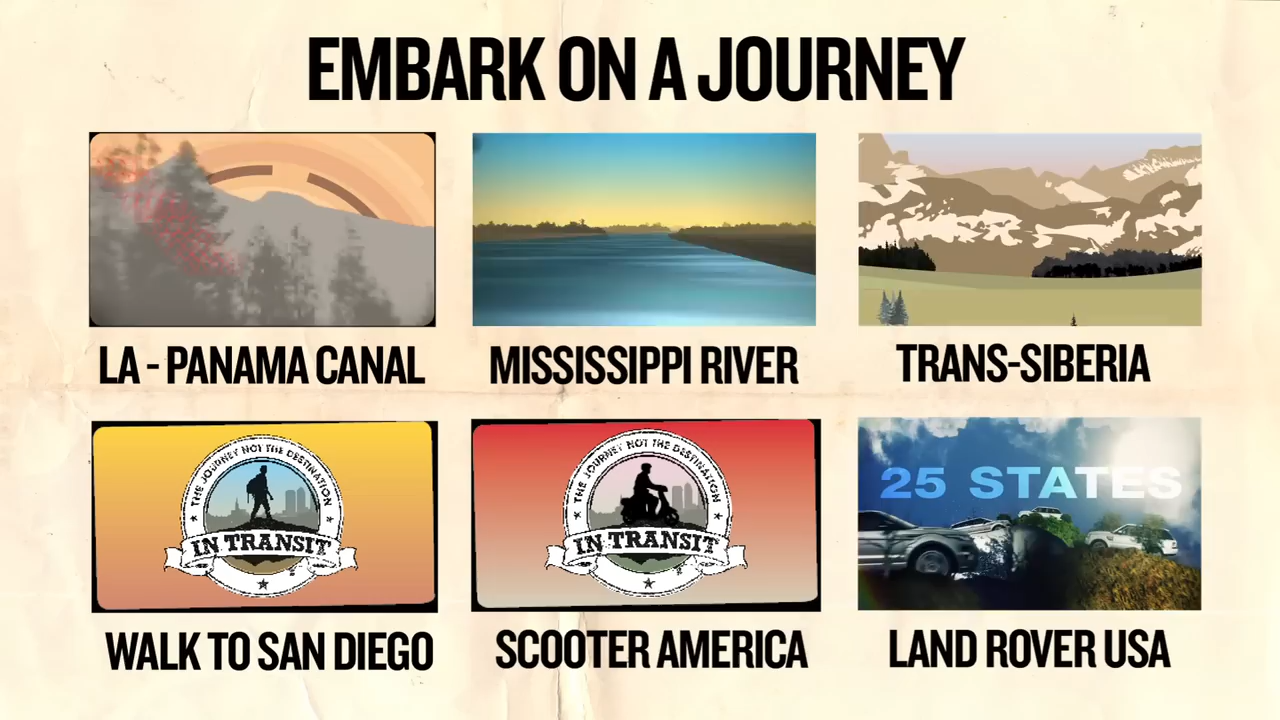 EMBARK ON A JOURNEY
LA - PANAMA CANAL
MISSISSIPPI RIVER
TRANS-SIBERIA
THE JOURNEY NOT THE DESTINATION
IN TRANSIT
THE JOURNEY NOT THE DESTINATION
IN TRANSIT
25 STATES
WALK TO SAN DIEGO
SCOOTER AMERICA
LAND ROVER USA